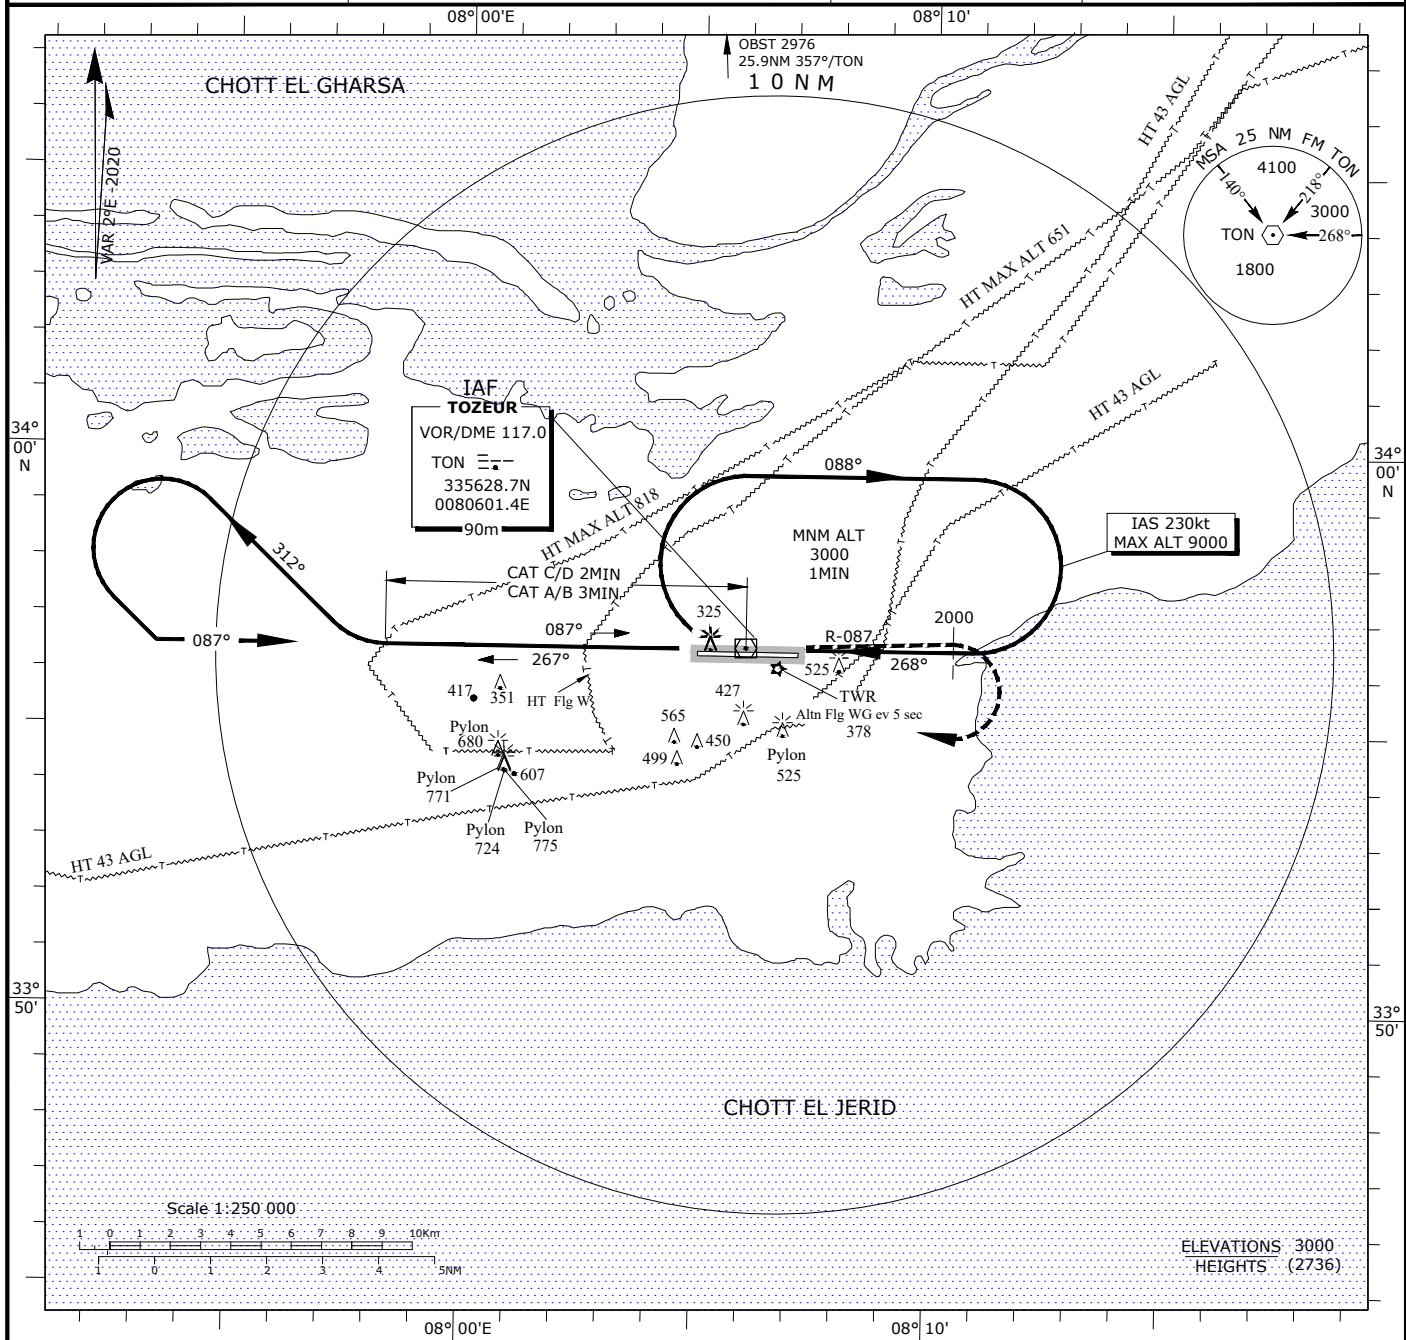 08°00'E
08°10'
OBST 2976
25.9NM 357°/TON
10NM
CHOTT EL GHARSA
VAR 2°E -2020
HT 43 AGL
MSA 25 NM FM TON
4100
140°
218°
3000
TON
268°
1800
HT MAX ALT 651
HT 43 AGL
IAF
TOZEUR
VOR/DME 117.0
TON
335628.7N
0080601.4E
90m
34°
00'
N
34°
00'
N
088°
HT MAX ALT 818
MNM ALT
3000
1MIN
IAS 230kt
MAX ALT 9000
312°
CAT C/D 2MIN
CAT A/B 3MIN
325
2000
087°
087°
R-087
267°
525
268°
417
351
HT Flg W
427
TWR
Altn Flg WG ev 5 sec
378
Pylon
680
565
450
499
Pylon
525
Pylon
771
607
Pylon
724
Pylon
775
HT 43 AGL
33°
50'
33°
50'
CHOTT EL JERID
Scale 1:250 000
1 0 1 2 3 4 5 6 7 8 9 10Km
1 0 1 2 3 4 5NM
ELEVATIONS 3000
HEIGHTS (2736)
08°00'E
08°10'